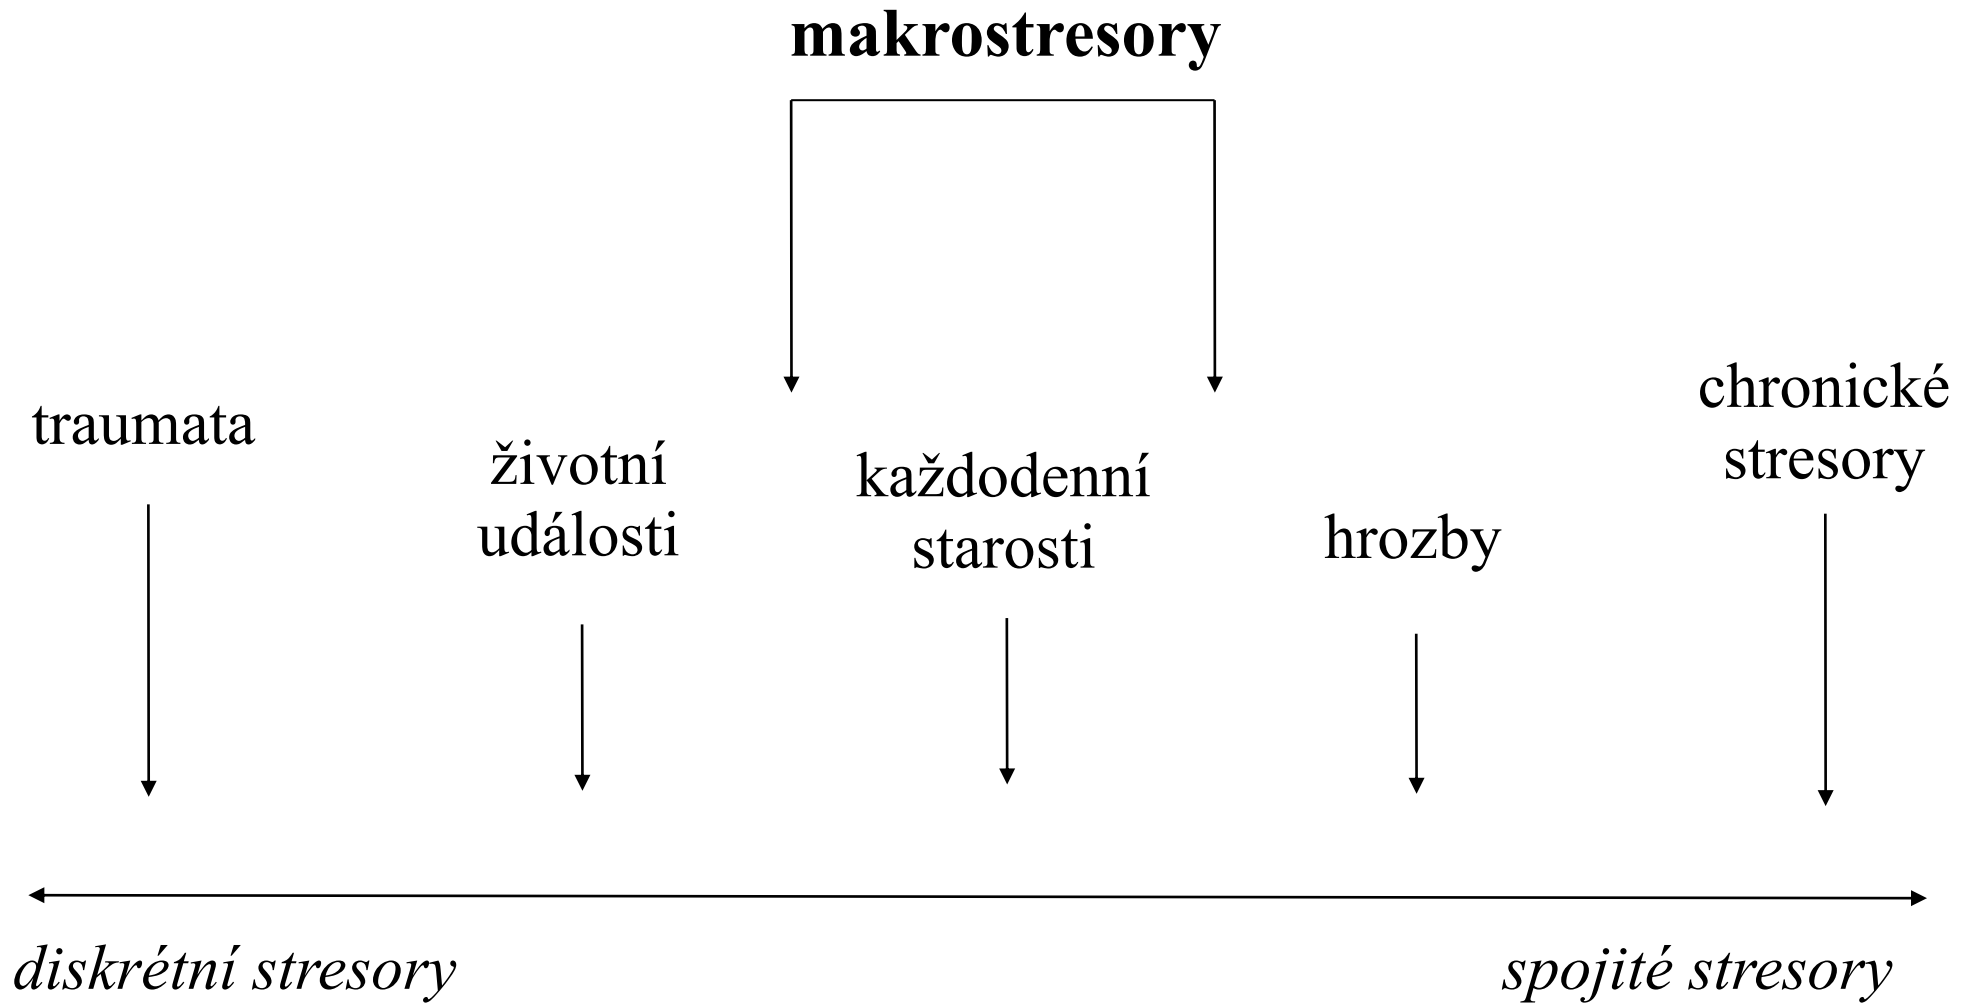 makrostresory
traumata
životní
události
každodenní
starosti
hrozby
chronické
stresory
diskrétní stresory
spojité stresory